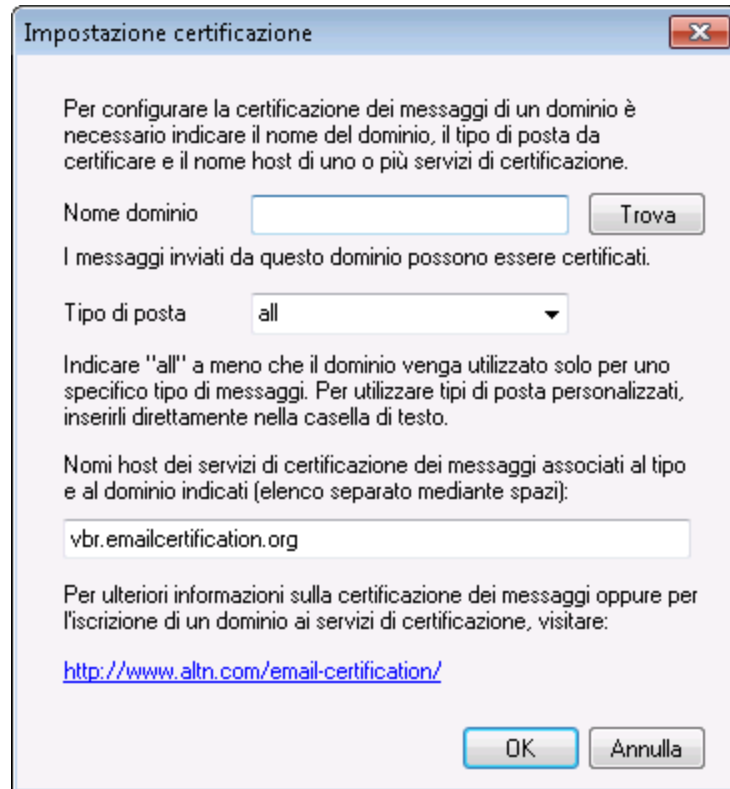 Impostazione certificazione
Per configurare la certificazione dei messaggi di un dominio è
necessario indicare il nome del dominio, il tipo di posta da
certificare e il nome host di uno o più servizi di certificazione.
Nome dominio Trova
I messaggi inviati da questo dominio possono essere certificati.
Tipo di posta all
Indicare "all" a meno che il dominio venga utilizzato solo per uno
specifico tipo di messaggi. Per utilizzare tipi di posta personalizzati,
inserirli direttamente nella casella di testo.
Nomi host dei servizi di certificazione dei messaggi associati al tipo
e al dominio indicati (elenco separato mediante spazi):
vbr.emailcertification.org
Per ulteriori informazioni sulla certificazione dei messaggi oppure per
l'iscrizione di un dominio ai servizi di certificazione, visitare:
http://www.altn.com/email-certification/
OK Annulla